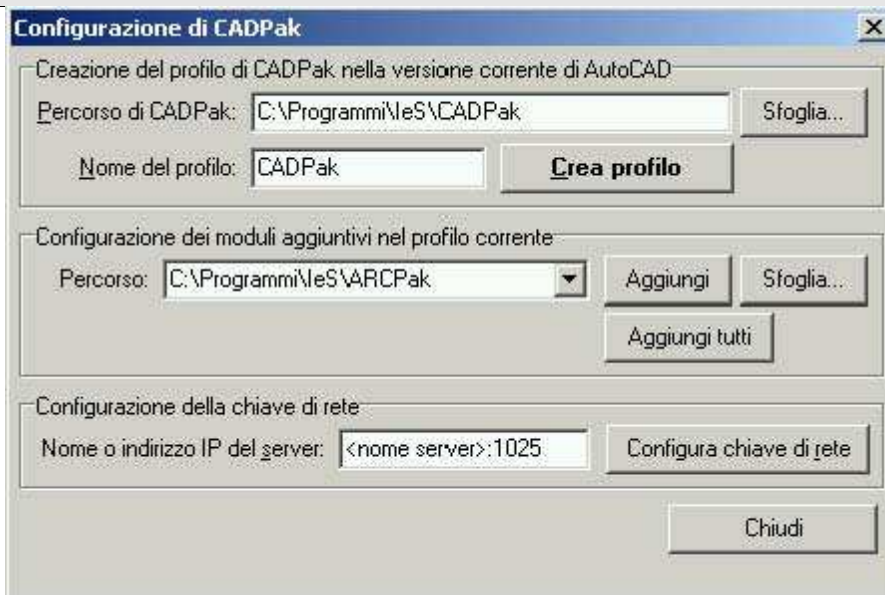 Configurazione di CADPak
Creazione del profilo di CADPak nella versione corrente di AutoCAD
Percorso di CADPak: C:\Programmi\IeS\CADPak Sfoglia...
Nome del profilo: CADPak Crea profilo
Configurazione dei moduli aggiuntivi nel profilo corrente
Percorso: C:\Programmi\IeS\ARCPak Aggiungi Sfoglia...
Aggiungi tutti
Configurazione della chiave di rete
Nome o indirizzo IP del server: <nome server>:1025 Configura chiave di rete
Chiudi